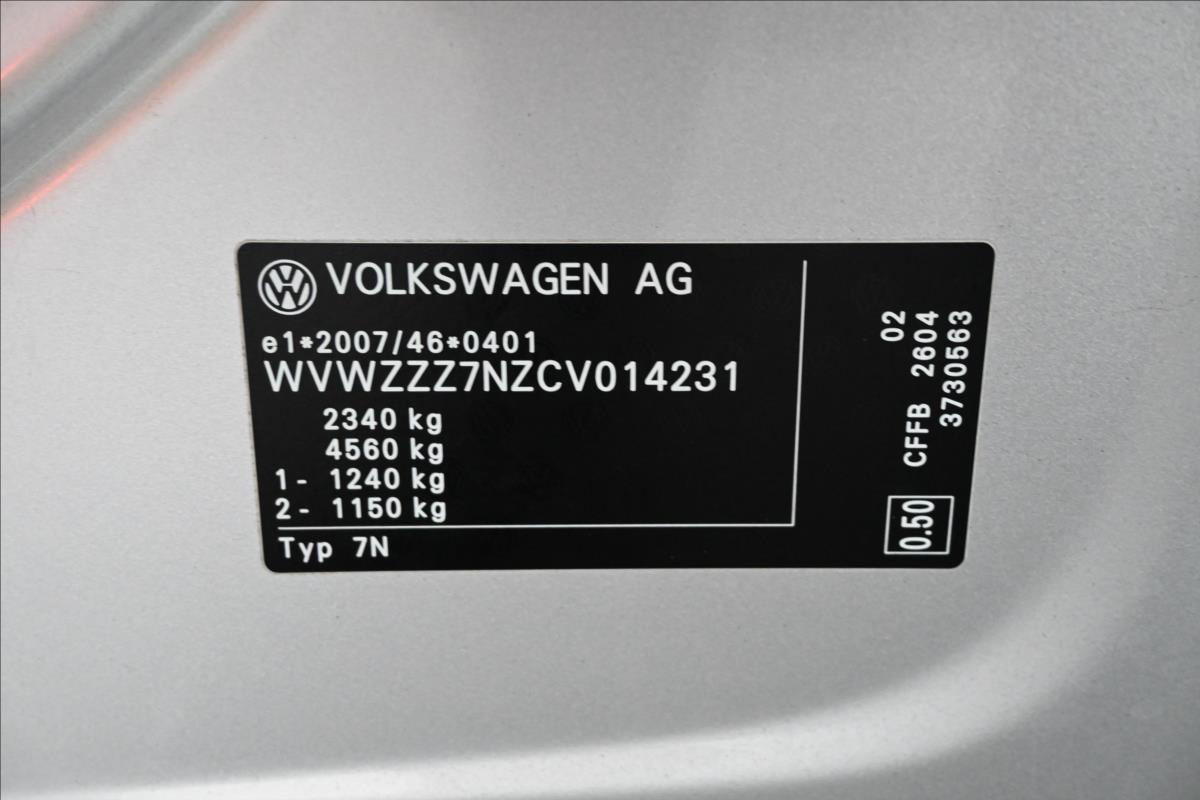 VOLKSWAGEN AG
e1*2007/46*0401
WVWZZZ7NZCV014231
2340 kg
4560 kg
1- 1240 kg
2- 1150 kg
Typ 7N
02
CFFB 2604
3730563
0.50